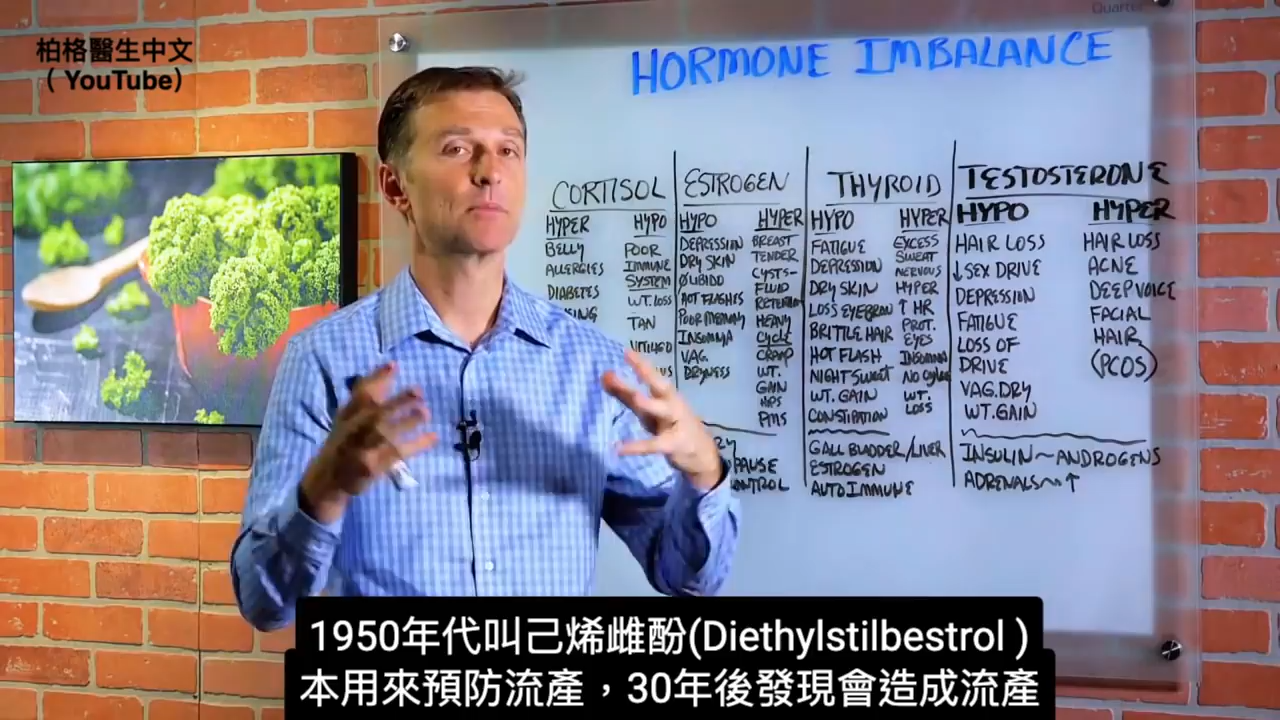 Quarter
柏格醫生中文
( YouTube)
HORMONE IMBALANCE
CORTISOL
HYPER HYPO
BELLY POOR
ALLERGIES IMMUNE
DIABETES SYSTEM
WT. LOSS
TAN
ESTROGEN
HYPO HYPER
DEPRESSION BREAST
DRY SKIN TENDER
LIBIDO CYSTS-
HOT FLASHES FLUID
POOR MEMORY RETENTION
INSOMNIA HEAVY
VAG. CYCLE
DRYNESS CRAMP
WT.
GAIN
HPS
PMS
THYROID
HYPO HYPER
FATIGUE EXCESS
DEPRESSION SWEAT
DRY SKIN NERVOUS
LOSS EYEBROW HYPER
BRITTLE HAIR ↑ HR
HOT FLASH PROT.
NIGHT SWEAT EYES
WT. GAIN INSOMNIA
CONSTIPATION NO CYCLE
WT.
LOSS
GALL BLADDER/LIVER
ESTROGEN
AUTOIMMUNE
TESTOSTERONE
HYPO HYPER
HAIR LOSS HAIR LOSS
↓SEX DRIVE ACNE
DEPRESSION DEEP VOICE
FATIGUE FACIAL
LOSS OF HAIR
DRIVE (PCOS)
VAG. DRY
WT. GAIN
INSULIN~ANDROGENS
ADRENALS~↑
1950年代叫己烯雌酚(Diethylstilbestrol )
本用來預防流產，30年後發現會造成流產